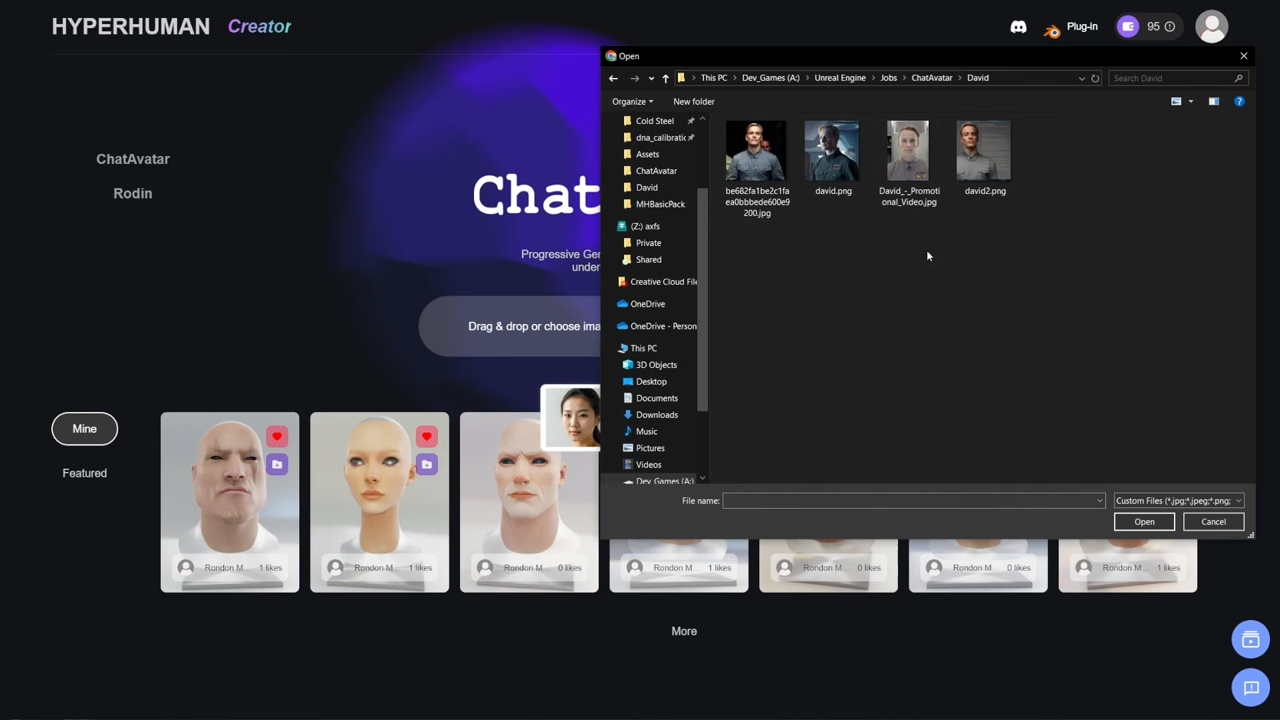 HYPERHUMAN Creator
Plug-in
95
ChatAvatar
Rodin
Chat
Progressive Ger
under
Drag & drop or choose ima
Mine
Featured
Rondon M... 1 likes
Rondon M... 1 likes
Rondon M... 0 likes
Rondon M... 1 likes
Rondon M... 0 likes
Rondon M... 0 likes
Rondon M... 1 likes
More
Open
This PC > Dev_Games (A:) > Unreal Engine > Jobs > ChatAvatar > David
Search David
Organize
New folder
Cold Steel
dna_calibratic
Assets
ChatAvatar
David
MHBasicPack
(Z:) axfs
Private
Shared
Creative Cloud File
OneDrive
OneDrive - Person
This PC
3D Objects
Desktop
Documents
Downloads
Music
Pictures
Videos
Dev_Games (A:)
be682fa1be2c1fa
ea0bbbede600e9
200.jpg
david.png
David_-_Promoti
onal_Video.jpg
david2.png
File name:
Custom Files (*.jpg;*.jpeg;*.png;
Open
Cancel